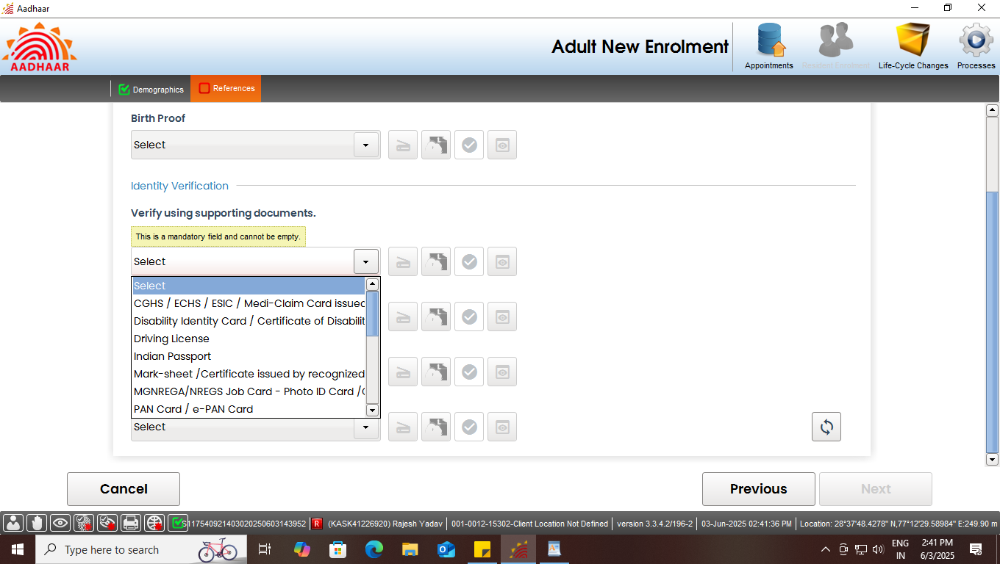 Aadhaar
AADHAAR
Adult New Enrolment
Appointments
Resident Enrolment
Life-Cycle Changes
Processes
Demographics
References
Birth Proof
Select
Identity Verification
Verify using supporting documents.
This is a mandatory field and cannot be empty.
Select
Select
CGHS / ECHS / ESIC / Medi-Claim Card issued
Disability Identity Card / Certificate of Disabilit
Driving License
Indian Passport
Mark-sheet /Certificate issued by recognized
MGNREGA/NREGS Job Card - Photo ID Card /
PAN Card / e-PAN Card
Select
Cancel
Previous
Next
S:117540921403020250603143952
R
(KASK41226920) Rajesh Yadav
001-0012-15302-Client Location Not Defined
version 3.3.4.2/196-2
03-Jun-2025 02:41:36 PM
Location: 28°37'48.4278" N,77°12'29.58984" E:249.90 m
Type here to search
ENG
IN
2:41 PM
6/3/2025